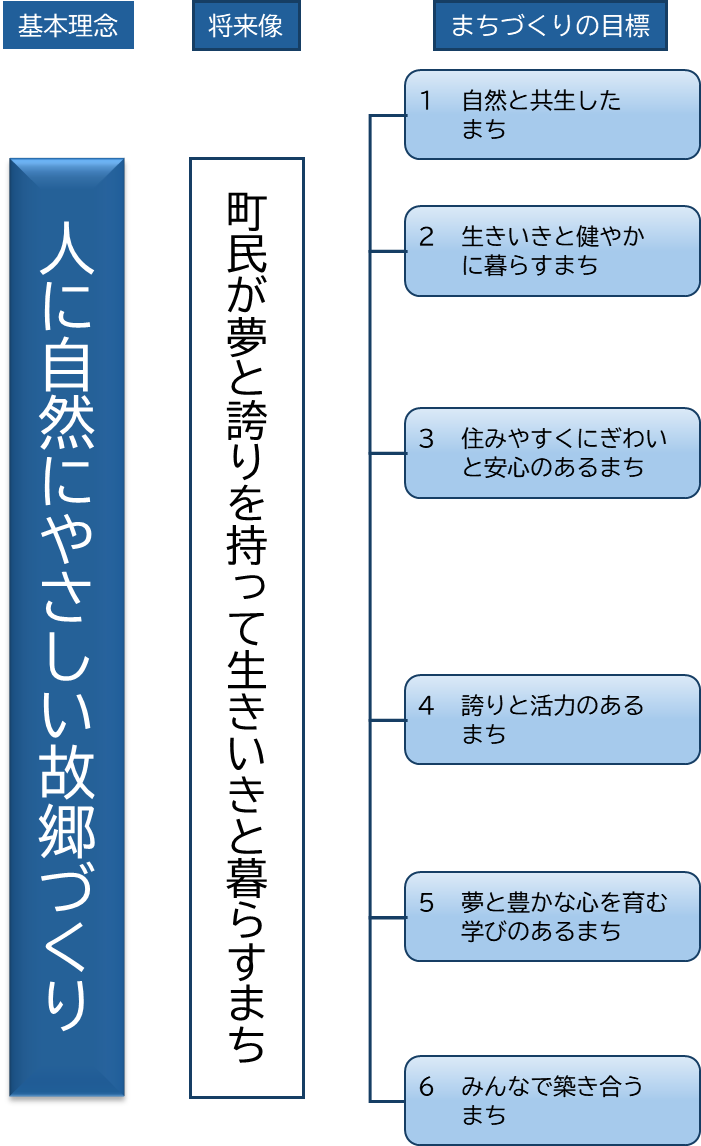 基本理念
将来像
まちづくりの目標
人に自然にやさしい故郷づくり
町民が夢と誇りを持って生きいきと暮らすまち
1 自然と共生した
まち
2 生きいきと健やか
に暮らすまち
3 住みやすくにぎわい
と安心のあるまち
4 誇りと活力のある
まち
5 夢と豊かな心を育む
学びのあるまち
6 みんなで築き合う
まち